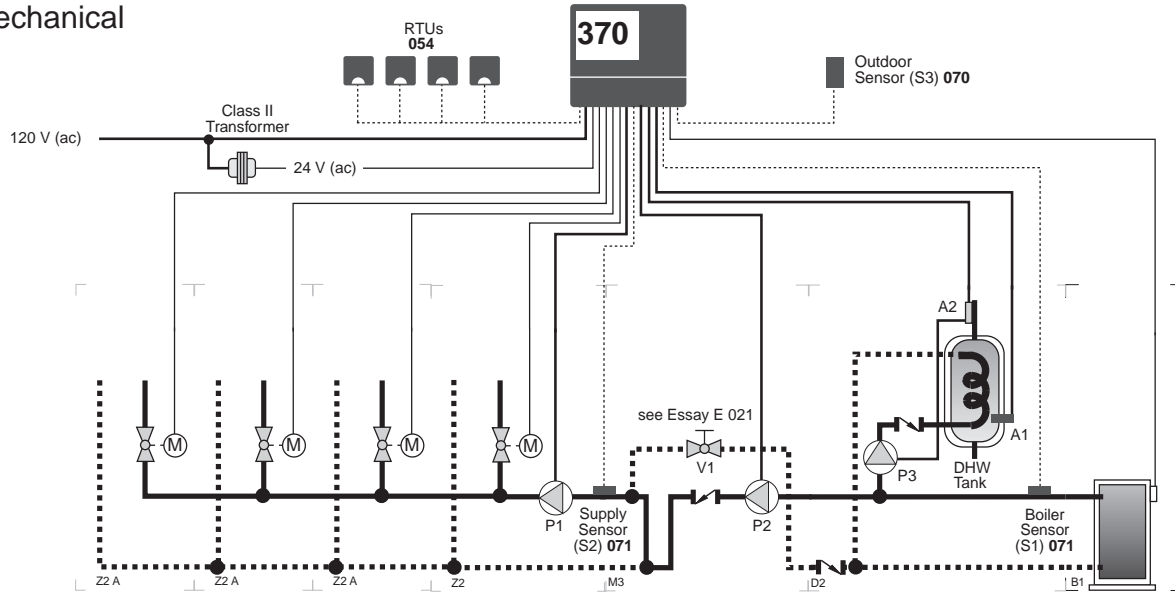 echanical
370
RTUs
054
Outdoor
Sensor (S3) 070
Class II
Transformer
120 V (ac)
24 V (ac)
A2
see Essay E 021
M
M
M
M
V1
A1
P3
DHW
Tank
P1
Supply
Sensor
(S2) 071
P2
Boiler
Sensor
(S1) 071
Z2 A
Z2 A
Z2 A
Z2
M3
D2
B1